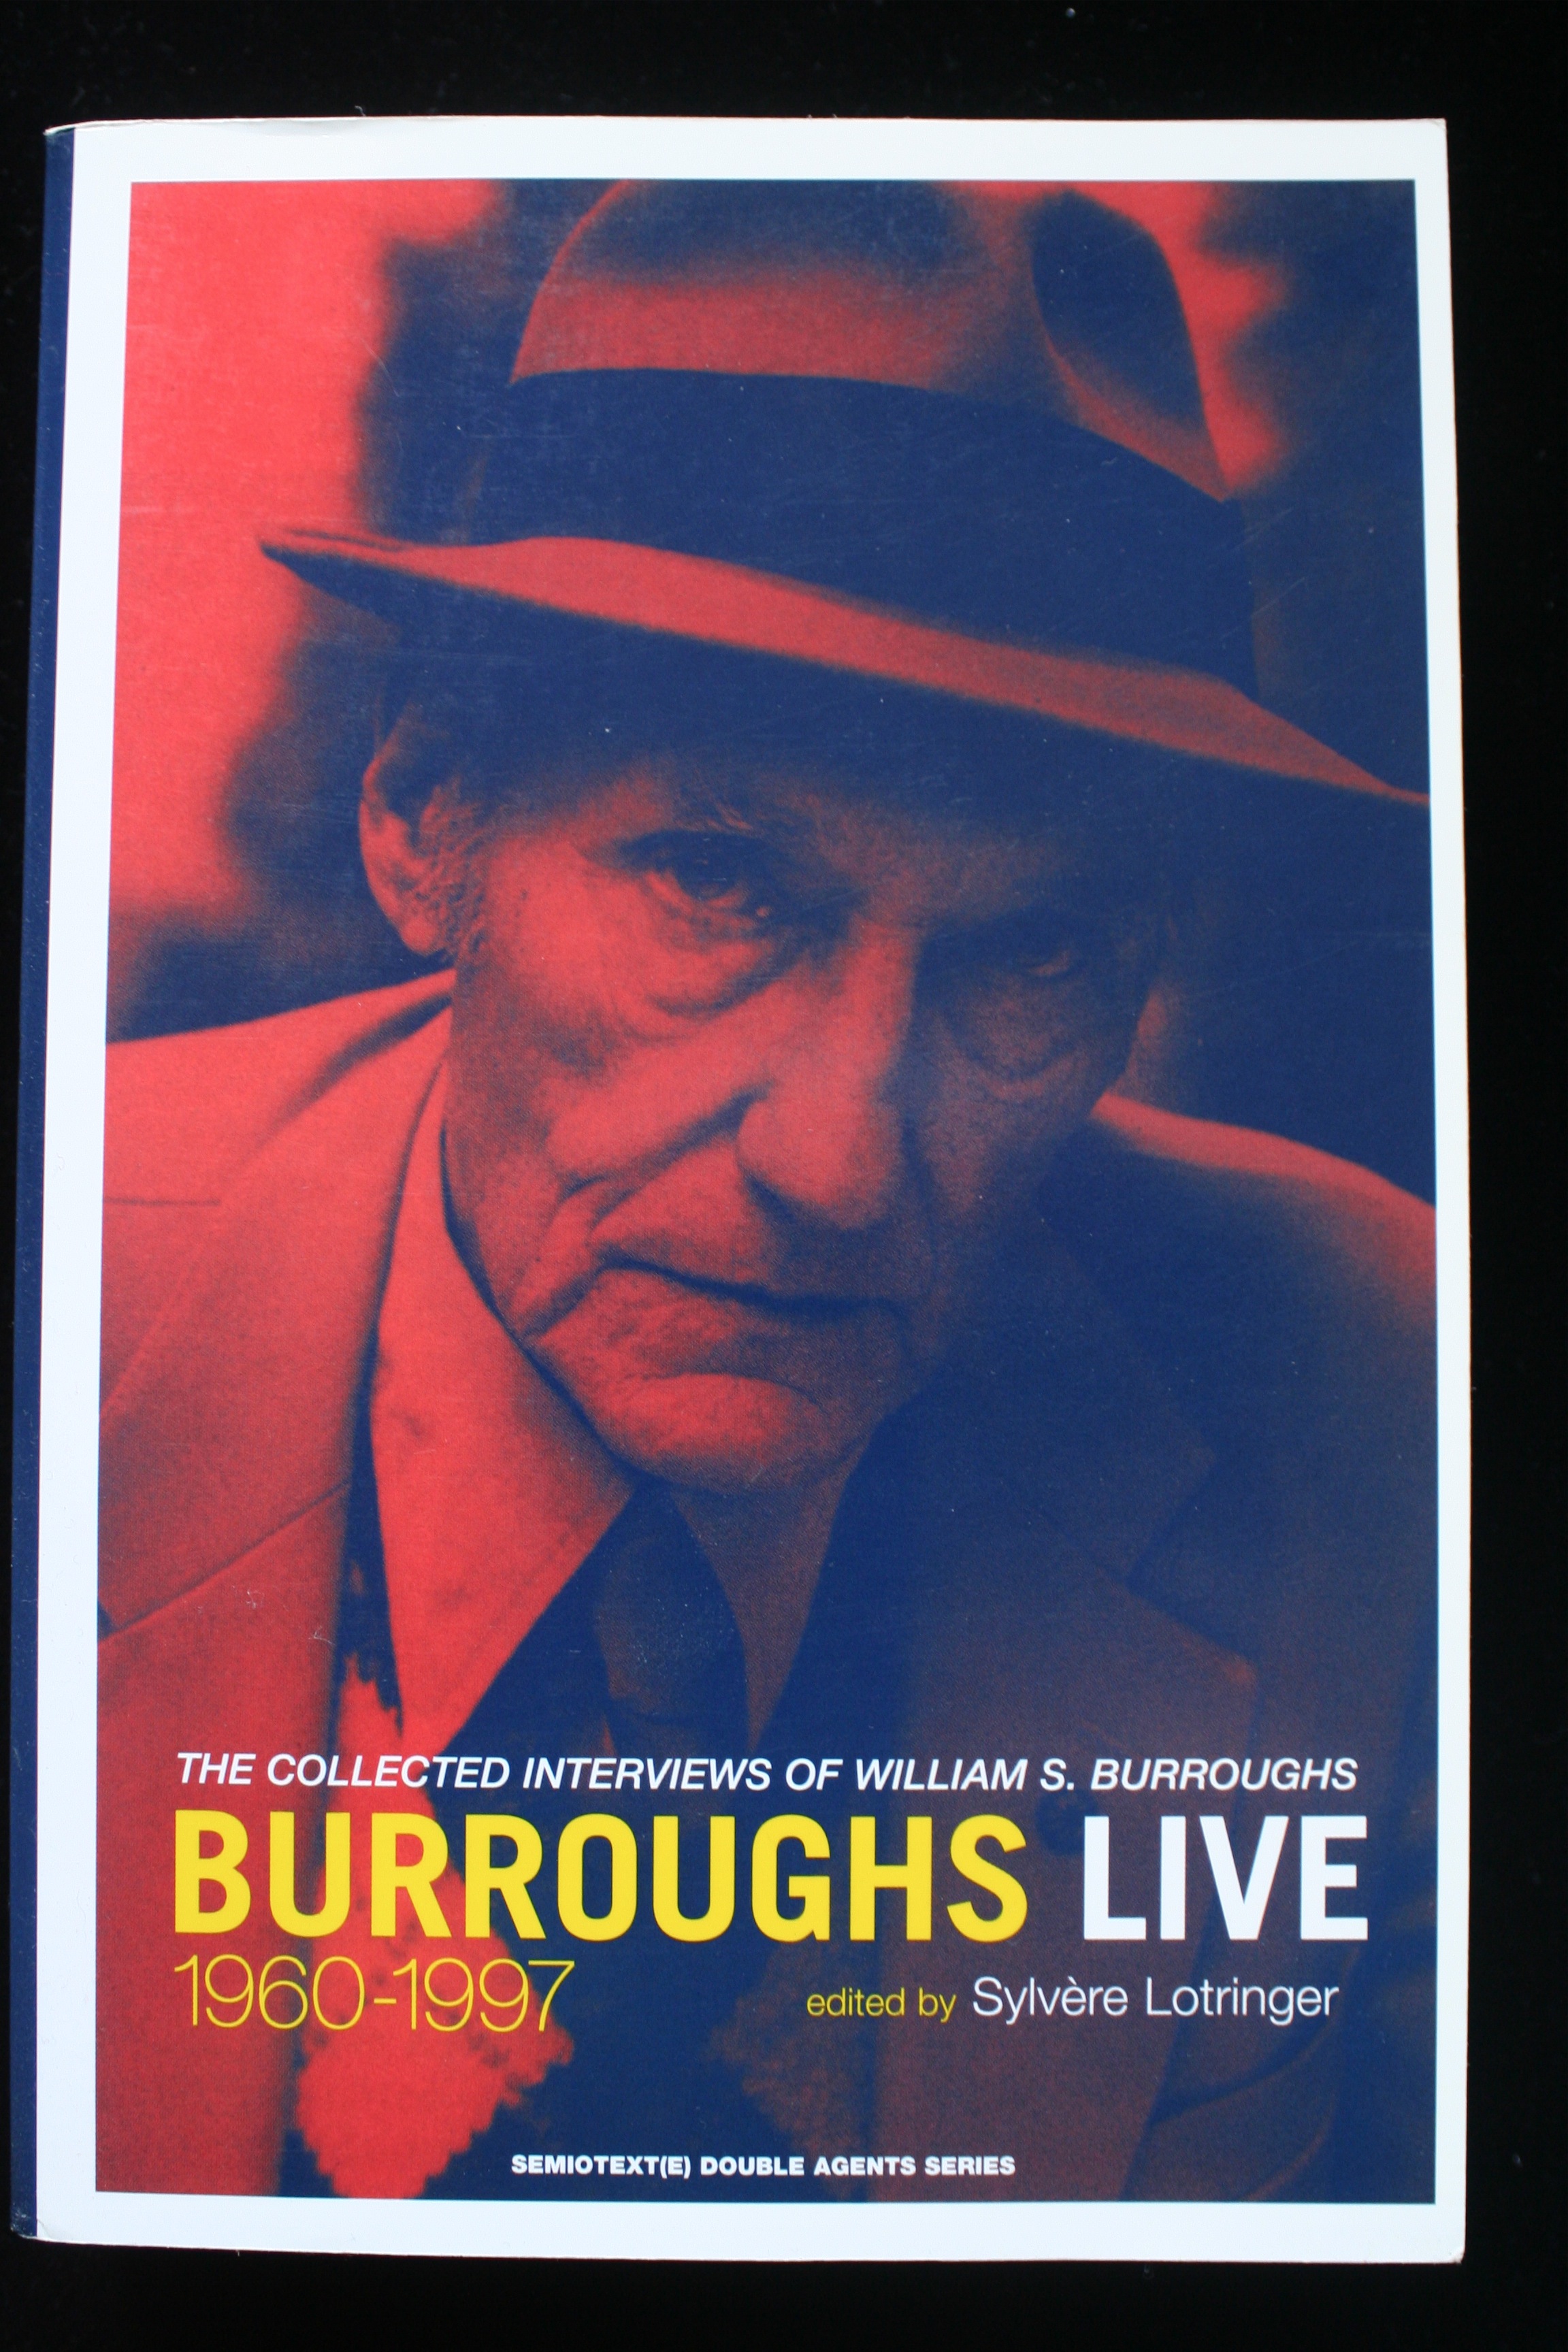 THE COLLECTED INTERVIEWS OF WILLIAM S. BURROUGHS
BURROUGHS LIVE
1960-1997
edited by Sylvère Lotringer
SEMIOTEXT(E) DOUBLE AGENTS SERIES